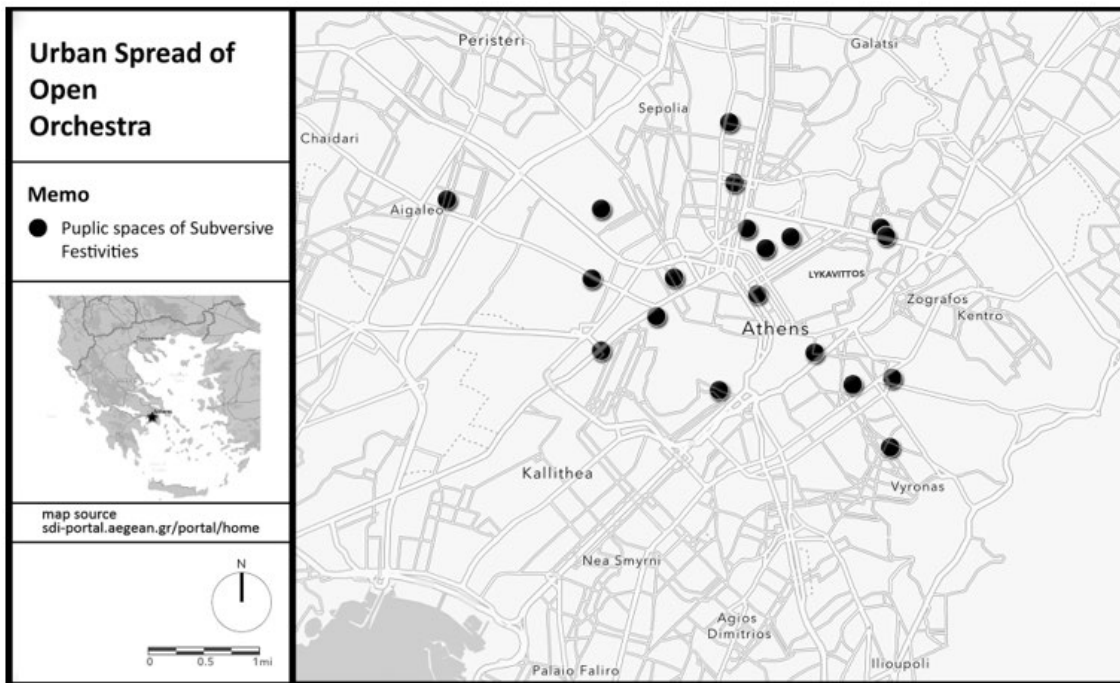 Urban Spread of
Open
Orchestra
Memo
Puplic spaces of Subversive
Festivities
map source
sdi-portal.aegean.gr/portal/home
N
0 0.5 1mi
Peristeri
Galatsi
Sepolia
Chaidari
Aigaleo
LYKAVITTOS
Zografos
Kentro
Athens
Kallithea
Vyronas
Nea Smyrni
Agios
Dimitrios
Palaio Faliro
Ilioupoli